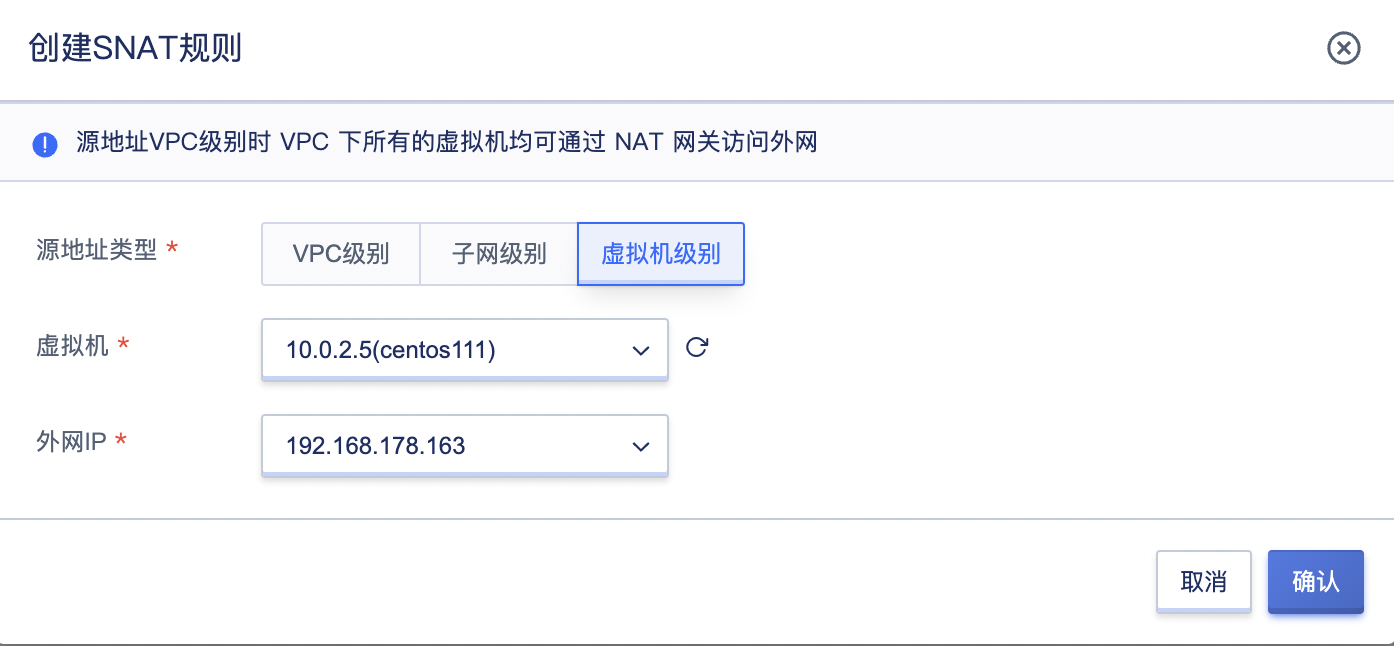 创建SNAT规则
源地址VPC级别时 VPC 下所有的虚拟机均可通过 NAT 网关访问外网
源地址类型 * VPC级别 子网级别 虚拟机级别
虚拟机 * 10.0.2.5(centos111)
外网IP * 192.168.178.163
取消 确认